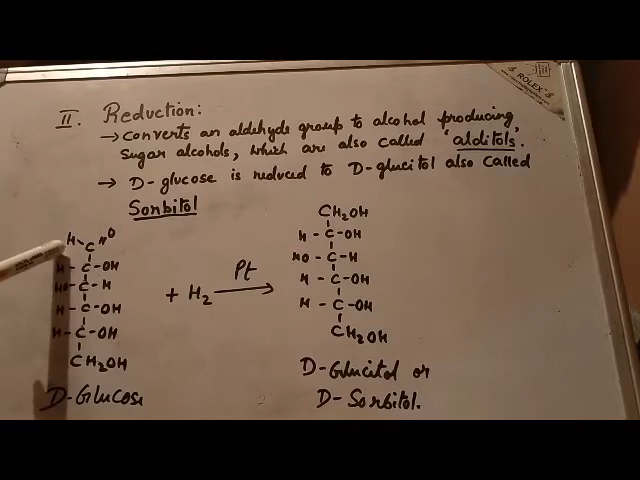 II. Reduction:
→ Converts an aldehyde group to alcohol producing
sugar alcohols, which are also called 'alditols'.
→ D-glucose is reduced to D-glucitol also called
Sorbitol
H-C=O
H-C-OH
HO-C-H
H-C-OH
H-C-OH
CH2OH
D-Glucose
+ H2
Pt
CH2OH
H-C-OH
HO-C-H
H-C-OH
H-C-OH
CH2OH
D-Glucitol or
D-Sorbitol.
ROLEX